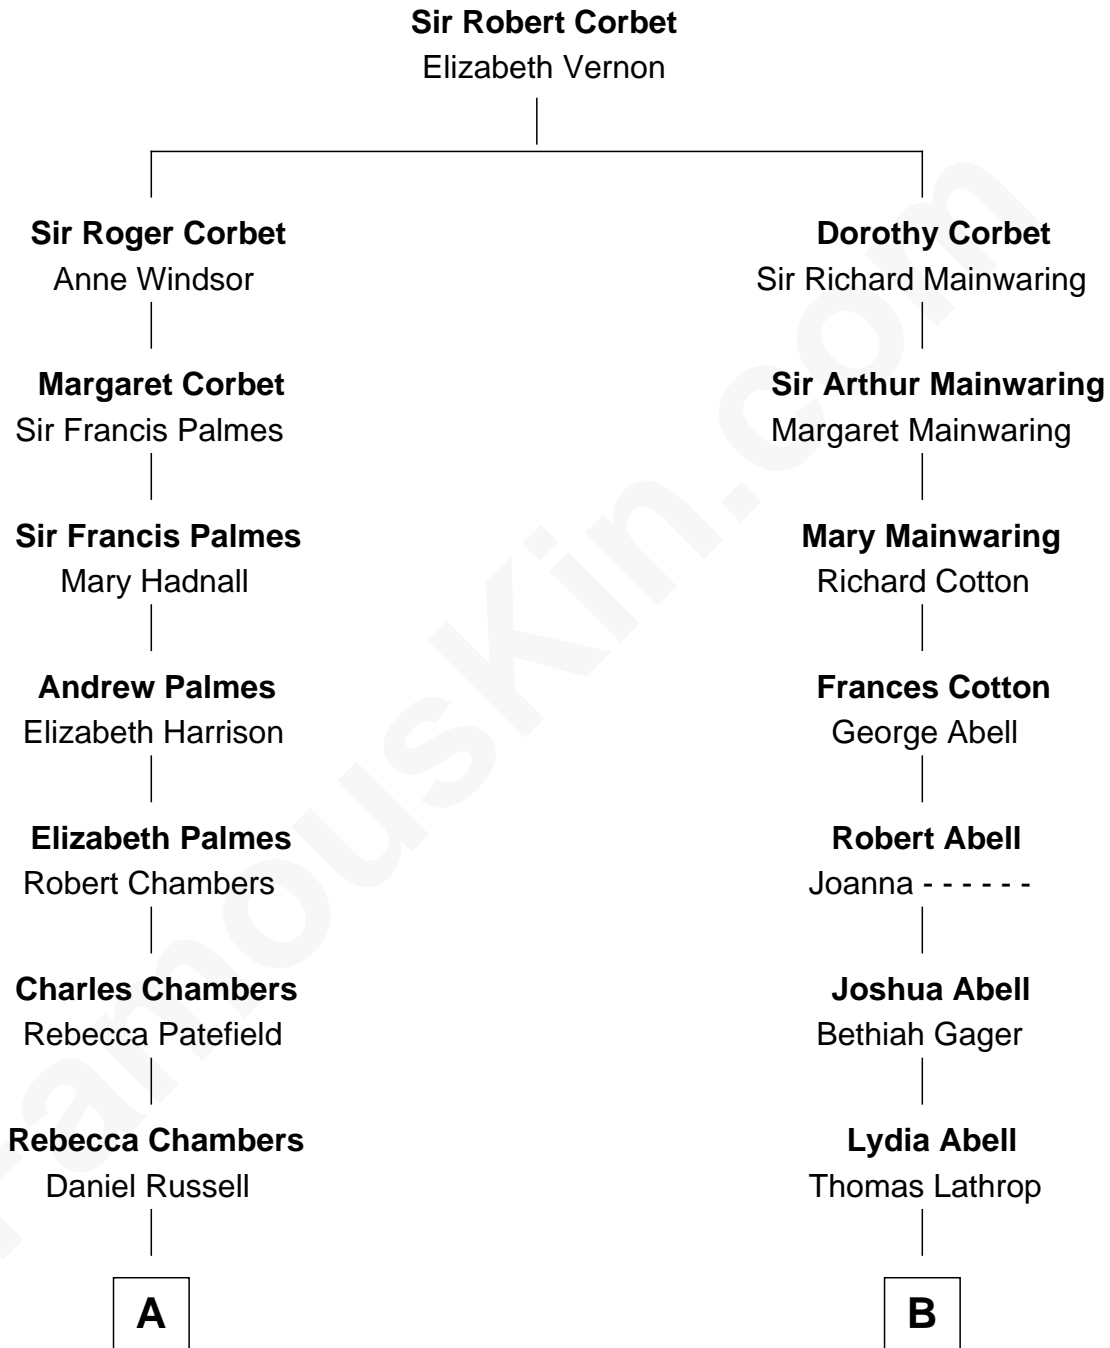 Sir Robert Corbet
Elizabeth Vernon
Sir Roger Corbet
Anne Windsor
Dorothy Corbet
Sir Richard Mainwaring
Margaret Corbet
Sir Francis Palmes
Sir Arthur Mainwaring
Margaret Mainwaring
Sir Francis Palmes
Mary Hadnall
Mary Mainwaring
Richard Cotton
Andrew Palmes
Elizabeth Harrison
Frances Cotton
George Abell
Elizabeth Palmes
Robert Chambers
Robert Abell
Joanna - - - - - -
Charles Chambers
Rebecca Patefield
Joshua Abell
Bethiah Gager
Rebecca Chambers
Daniel Russell
Lydia Abell
Thomas Lathrop
A
B
FamousKin.com